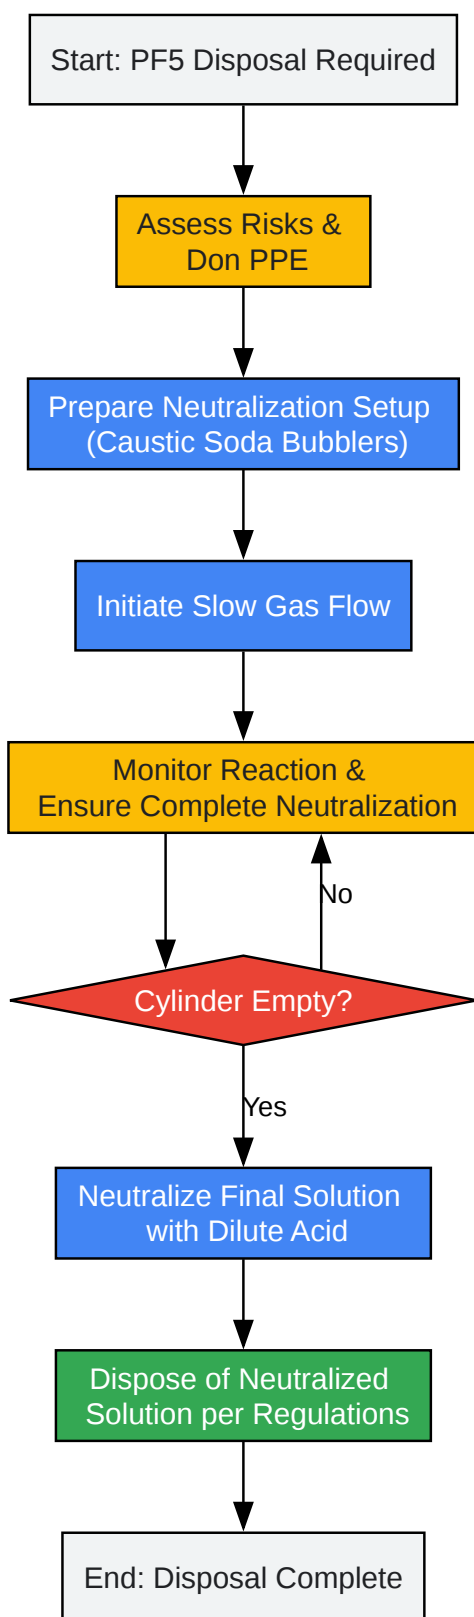 Start: PF5 Disposal Required
Assess Risks &
Don PPE
Prepare Neutralization Setup
(Caustic Soda Bubblers)
Initiate Slow Gas Flow
Monitor Reaction &
Ensure Complete Neutralization
No
Cylinder Empty?
Yes
Neutralize Final Solution
with Dilute Acid
Dispose of Neutralized
Solution per Regulations
End: Disposal Complete